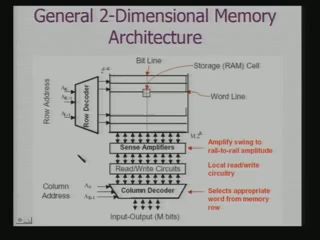 General 2-Dimensional Memory
Architecture
Bit Line
Storage (RAM) Cell
Row Address
Row Decoder
Word Line
Sense Amplifiers
Amplify swing to
rail-to-rail amplitude
Read/Write Circuits
Local read/write
circuitry
Column
Address
Column Decoder
Selects appropriate
word from memory
row
Input-Output (M bits)